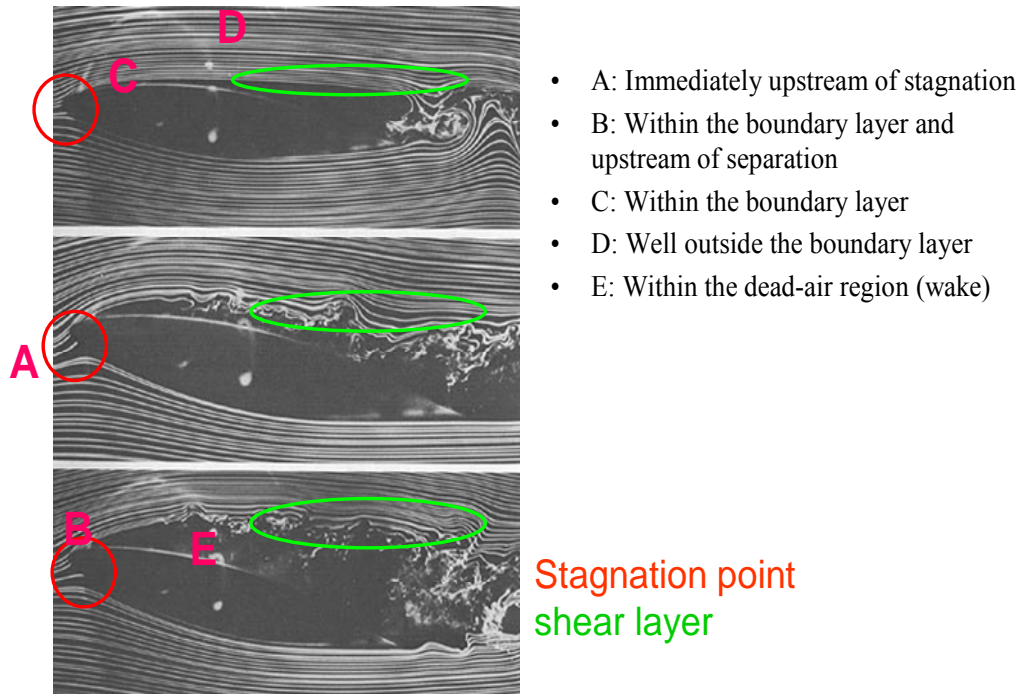 D
C
A
B
E
• A: Immediately upstream of stagnation
• B: Within the boundary layer and
upstream of separation
• C: Within the boundary layer
• D: Well outside the boundary layer
• E: Within the dead-air region (wake)
Stagnation point
shear layer